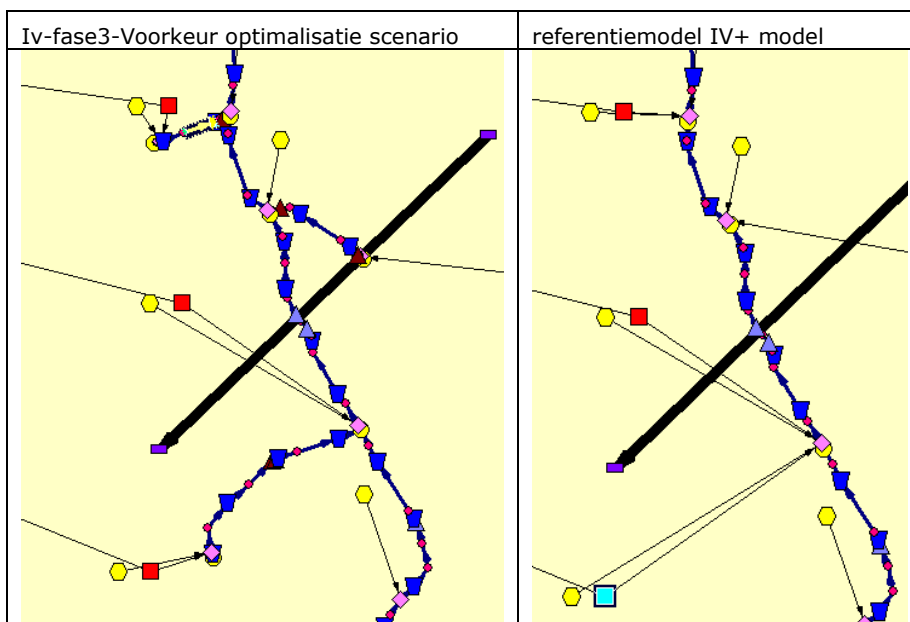 Iv-fase3-Voorkeur optimalisatie scenario
referentiemodel IV+ model